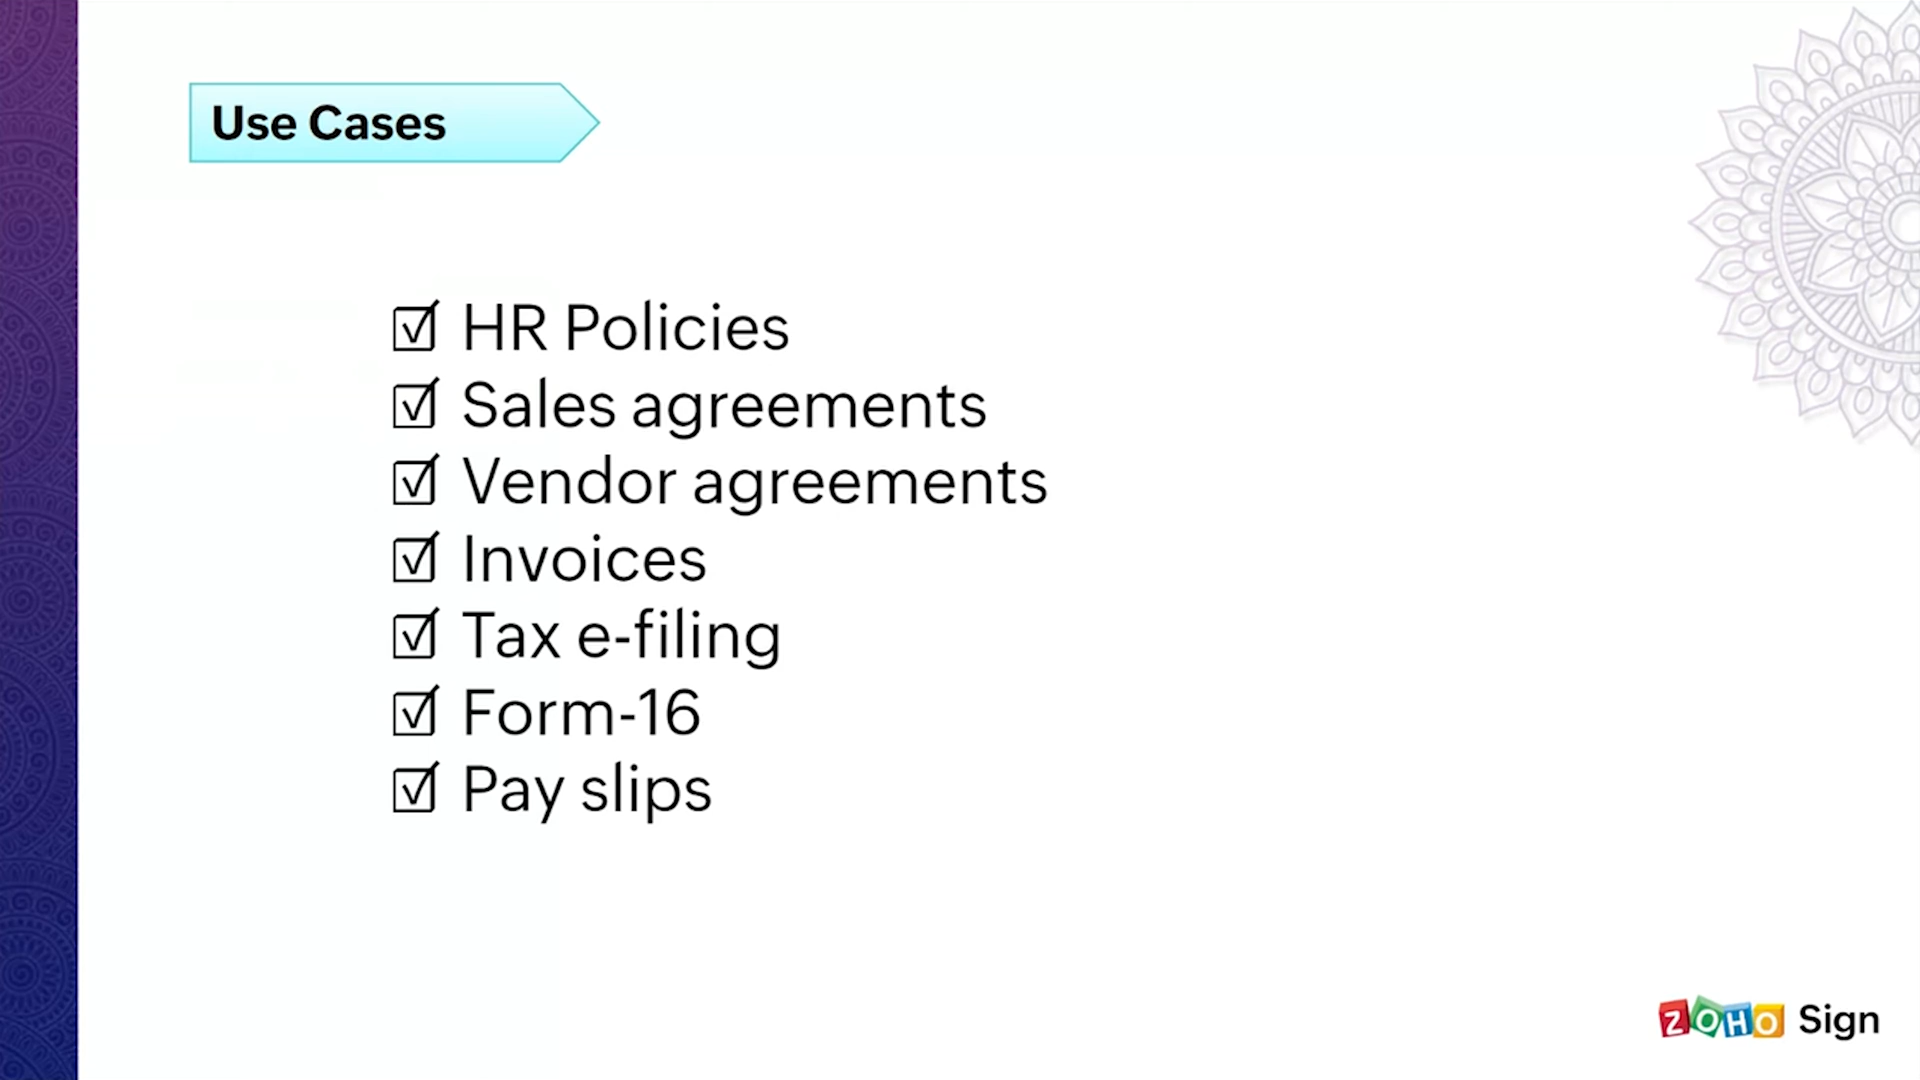 Use Cases
☑ HR Policies
☑ Sales agreements
☑ Vendor agreements
☑ Invoices
☑ Tax e-filing
☑ Form-16
☑ Pay slips
ZOHO Sign